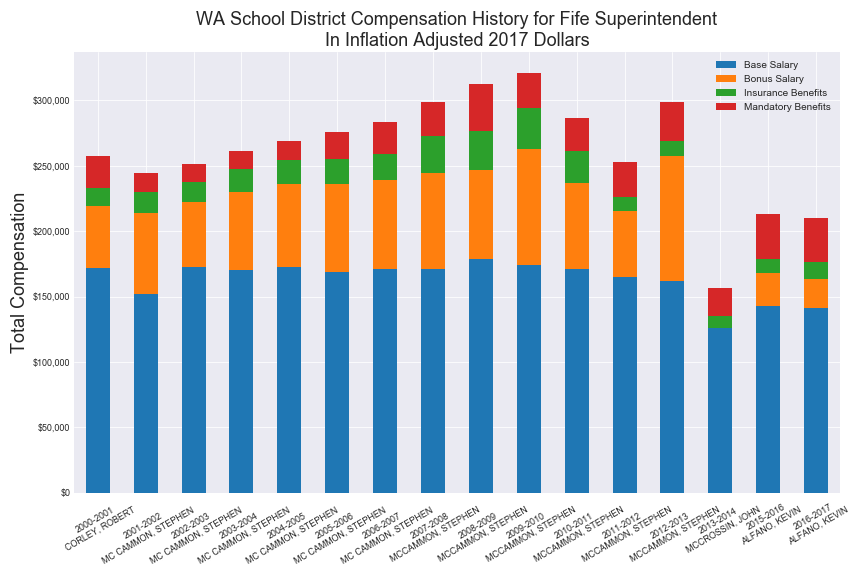 WA School District Compensation History for Fife Superintendent
In Inflation Adjusted 2017 Dollars
Base Salary
Bonus Salary
Insurance Benefits
Mandatory Benefits
Total Compensation
$300,000
$250,000
$200,000
$150,000
$100,000
$50,000
$0
2000-2001
CORLEY, ROBERT
2001-2002
MC CAMMON, STEPHEN
2002-2003
MC CAMMON, STEPHEN
2003-2004
MC CAMMON, STEPHEN
2004-2005
MC CAMMON, STEPHEN
2005-2006
MC CAMMON, STEPHEN
2006-2007
MC CAMMON, STEPHEN
2007-2008
MCCAMMON, STEPHEN
2008-2009
MCCAMMON, STEPHEN
2009-2010
MCCAMMON, STEPHEN
2010-2011
MCCAMMON, STEPHEN
2011-2012
MCCAMMON, STEPHEN
2012-2013
MCCAMMON, STEPHEN
2013-2014
MCCROSSIN, JOHN
2015-2016
ALFANO, KEVIN
2016-2017
ALFANO, KEVIN